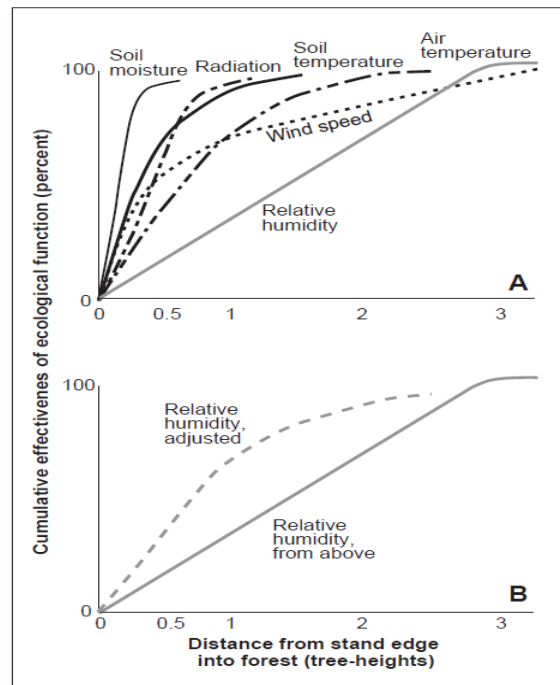 Cumulative effectivenes of ecological function (percent)
100
0
Soil
moisture
Radiation
Soil
temperature
Air
temperature
Wind speed
Relative
humidity
A
0
0.5
1
2
3
100
0
Relative
humidity,
adjusted
Relative
humidity,
from above
B
0
0.5
1
2
3
Distance from stand edge
into forest (tree-heights)